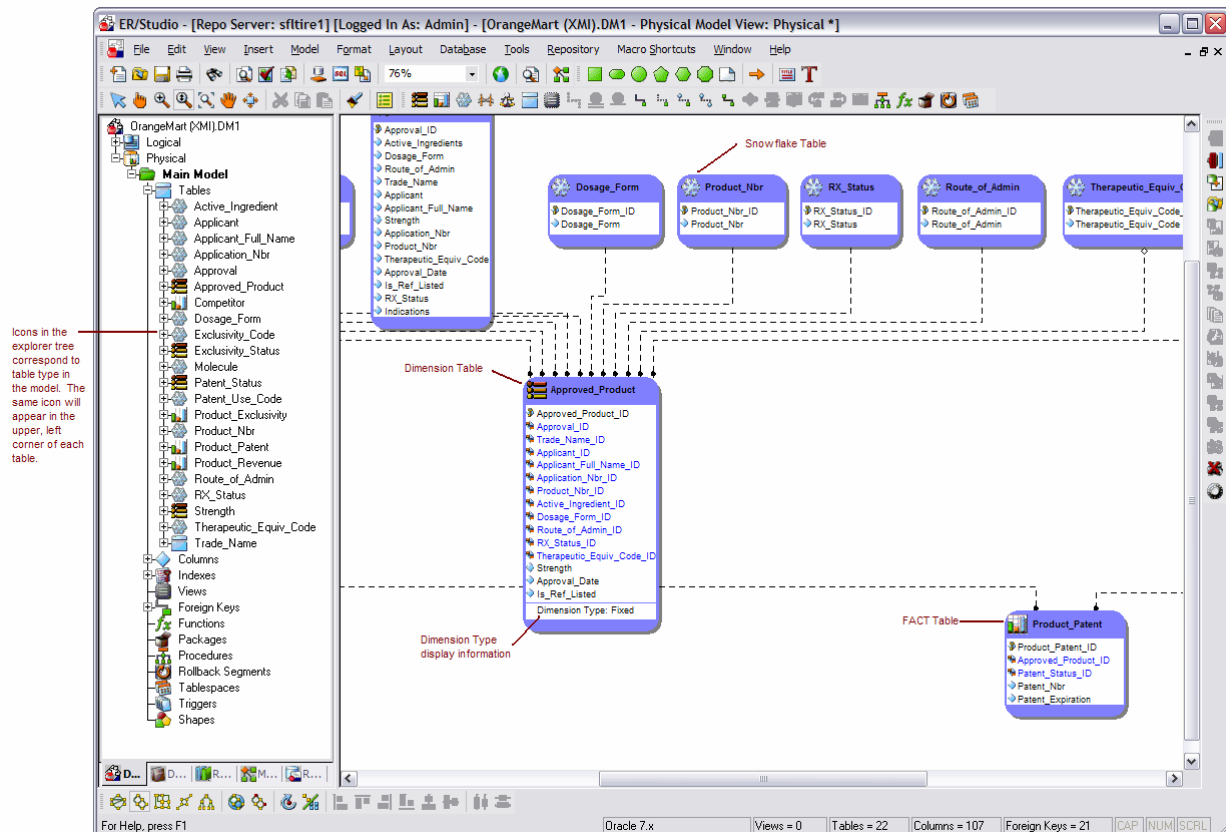 ER/Studio - [Repo Server: sfltire1] [Logged In As: Admin] - [OrangeMart (XMI).DM1 - Physical Model View: Physical *]
File Edit View Insert Model Format Layout Database Tools Repository Macro Shortcuts Window Help
76%
OrangeMart (XMI).DM1
Logical
Physical
Main Model
Tables
Active_Ingredient
Applicant
Applicant_Full_Name
Application_Nbr
Approval
Approved_Product
Competitor
Dosage_Form
Exclusivity_Code
Exclusivity_Status
Molecule
Patent_Status
Patent_Use_Code
Product_Exclusivity
Product_Nbr
Product_Patent
Product_Revenue
Route_of_Admin
RX_Status
Strength
Therapeutic_Equiv_Code
Trade_Name
Columns
Indexes
Views
Foreign Keys
Functions
Packages
Procedures
Rollback Segments
Tablespaces
Triggers
Shapes
D... D... R... M... R...
Icons in the
explorer tree
correspond to
table type in
the model. The
same icon will
appear in the
upper, left
corner of each
table.
Approval_ID
Active_Ingredients
Dosage_Form
Route_of_Admin
Trade_Name
Applicant
Applicant_Full_Name
Strength
Application_Nbr
Product_Nbr
Therapeutic_Equiv_Code
Approval_Date
Is_Ref_Listed
RX_Status
Indications
Snowflake Table
Dosage_Form
Dosage_Form_ID
Dosage_Form
Product_Nbr
Product_Nbr_ID
Product_Nbr
RX_Status
RX_Status_ID
RX_Status
Route_of_Admin
Route_of_Admin_ID
Route_of_Admin
Therapeutic_Equiv_C
Therapeutic_Equiv_Code_
Therapeutic_Equiv_Code
Dimension Table
Approved_Product
Approved_Product_ID
Approval_ID
Trade_Name_ID
Applicant_ID
Applicant_Full_Name_ID
Application_Nbr_ID
Product_Nbr_ID
Active_Ingredient_ID
Dosage_Form_ID
Route_of_Admin_ID
RX_Status_ID
Therapeutic_Equiv_Code_ID
Strength
Approval_Date
Is_Ref_Listed
Dimension Type: Fixed
Dimension Type
display information
FACT Table
Product_Patent
Product_Patent_ID
Approved_Product_ID
Patent_Status_ID
Patent_Nbr
Patent_Expiration
For Help, press F1
Oracle 7.x
Views = 0
Tables = 22
Columns = 107
Foreign Keys = 21
CAP NUM SCRL